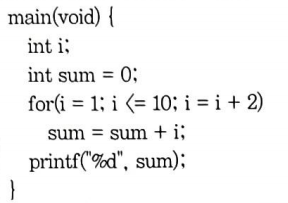 main(void) {
int i;
int sum = 0;
for(i = 1; i <= 10; i = i + 2)
sum = sum + i;
printf("%d", sum);
}